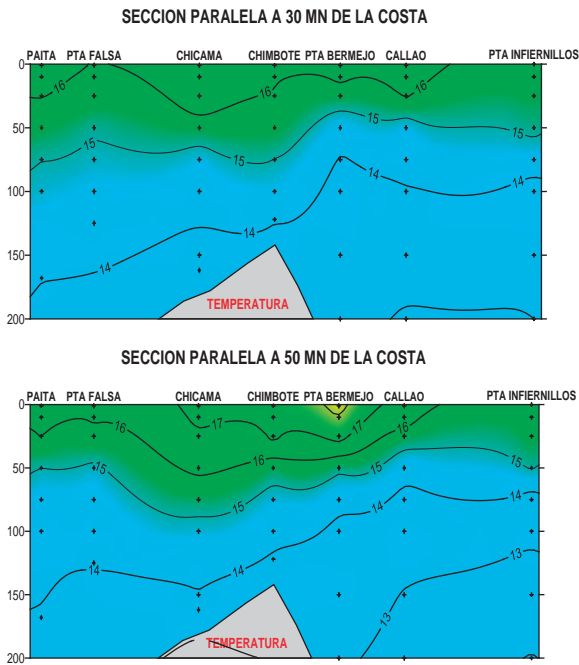 SECCION PARALELA A 30 MN DE LA COSTA
PAITA PTA FALSA CHICAMA CHIMBOTE PTA BERMEJO CALLAO PTA INFIERNILLOS
0
16 16 16
50
15 15 15 15
100
14 14
150
14 14
200
TEMPERATURA
SECCION PARALELA A 50 MN DE LA COSTA
PAITA PTA FALSA CHICAMA CHIMBOTE PTA BERMEJO CALLAO PTA INFIERNILLOS
0
17 17
16 16 16
50
15 15 15 15
100
14 14
14 14
13
150
13
200
TEMPERATURA